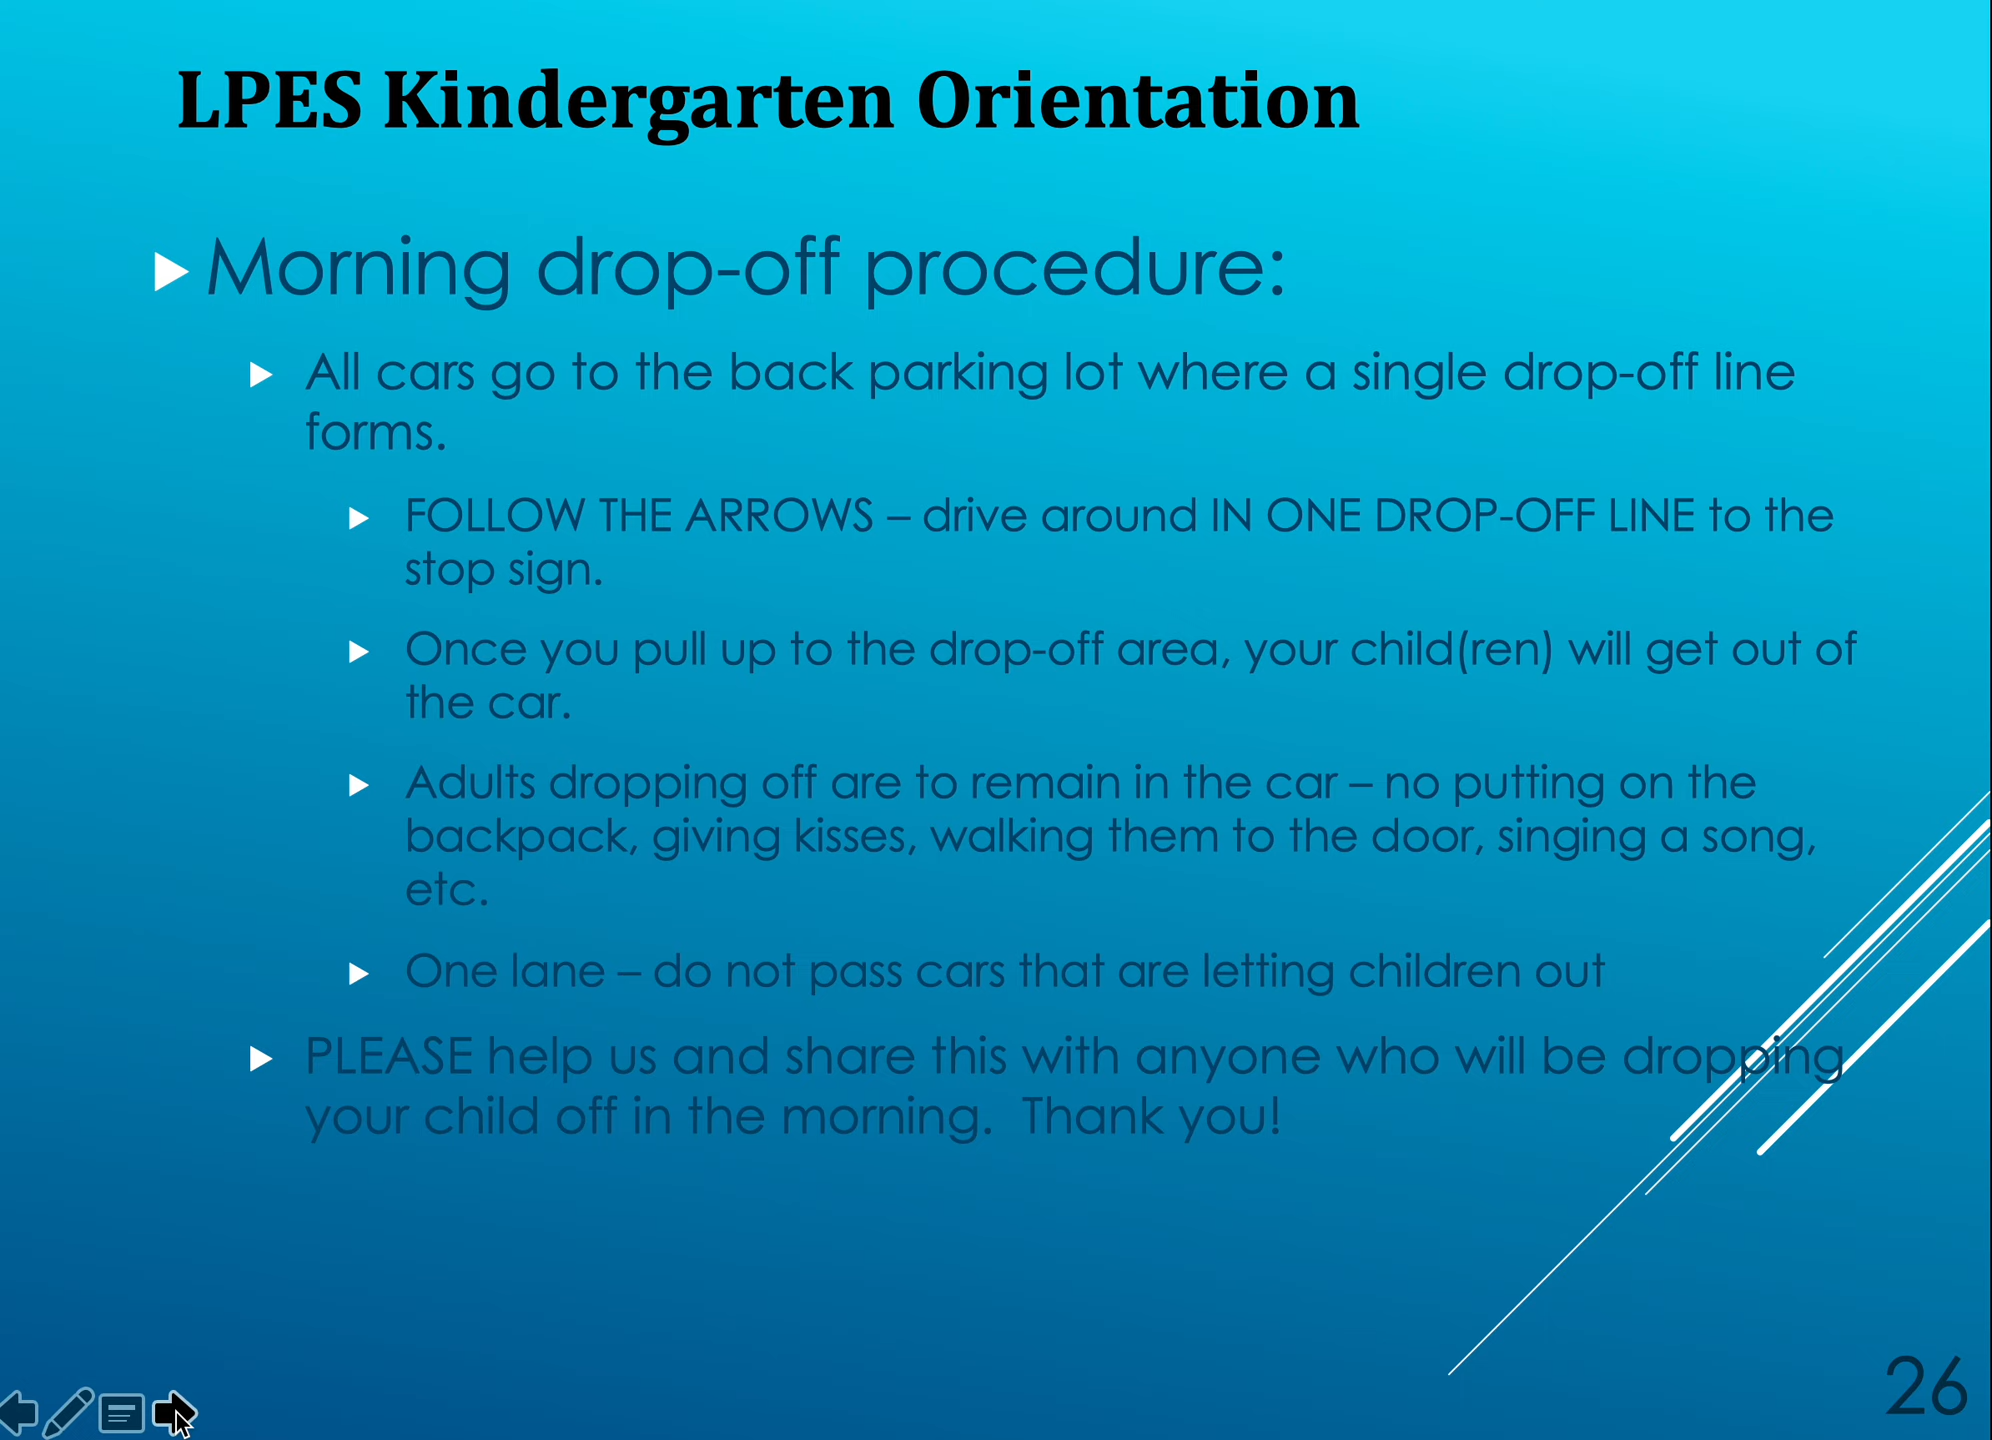 LPES Kindergarten Orientation
Morning drop-off procedure:
All cars go to the back parking lot where a single drop-off line
forms.
FOLLOW THE ARROWS – drive around IN ONE DROP-OFF LINE to the
stop sign.
Once you pull up to the drop-off area, your child(ren) will get out of
the car.
Adults dropping off are to remain in the car – no putting on the
backpack, giving kisses, walking them to the door, singing a song,
etc.
One lane – do not pass cars that are letting children out
PLEASE help us and share this with anyone who will be dropping
your child off in the morning.  Thank you!
26